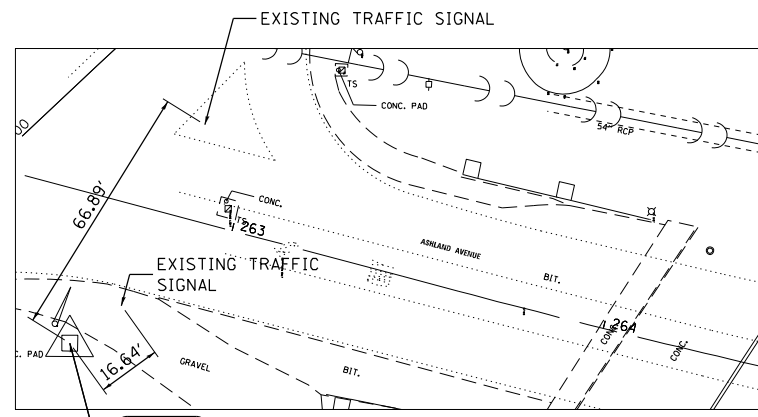 EXISTING TRAFFIC SIGNAL
TS
CONC. PAD
54" RCP
66.89'
CONC.
TS
263
ASHLAND AVENUE
EXISTING TRAFFIC
SIGNAL
BIT.
264
CONC.
CONC.
C. PAD
16.64'
GRAVEL
BIT.